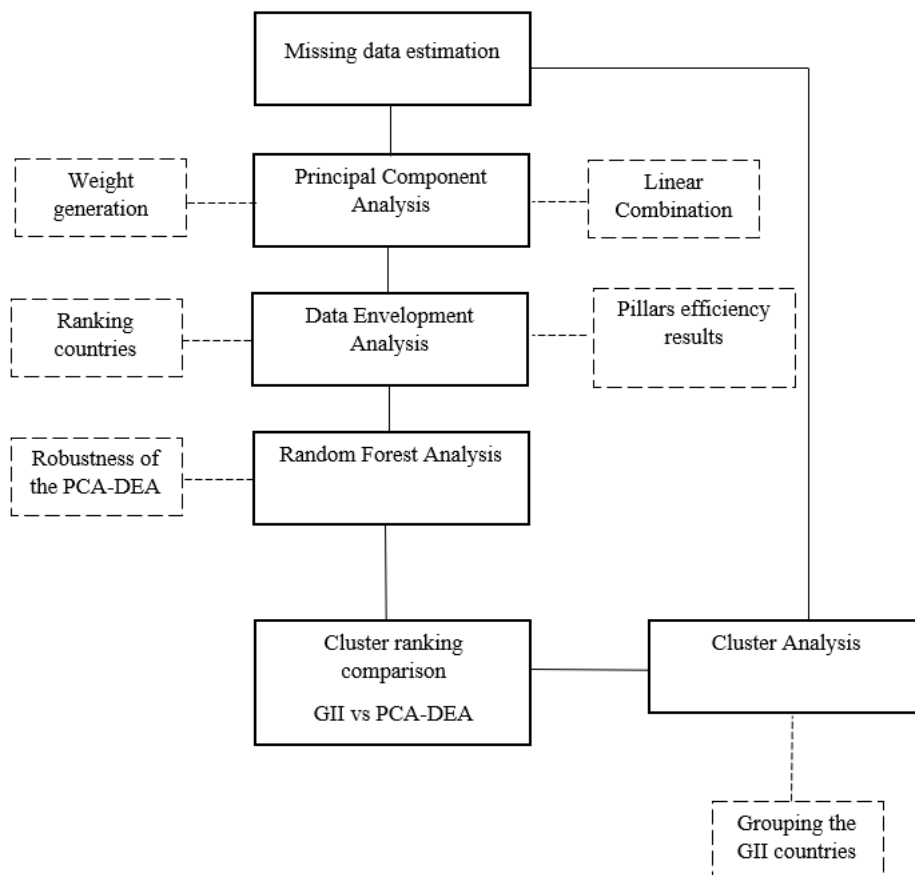 Missing data estimation
Weight
generation
Principal Component
Analysis
Linear
Combination
Ranking
countries
Data Envelopment
Analysis
Pillars efficiency
results
Robustness of
the PCA-DEA
Random Forest Analysis
Cluster ranking
comparison
GII vs PCA-DEA
Cluster Analysis
Grouping the
GII countries